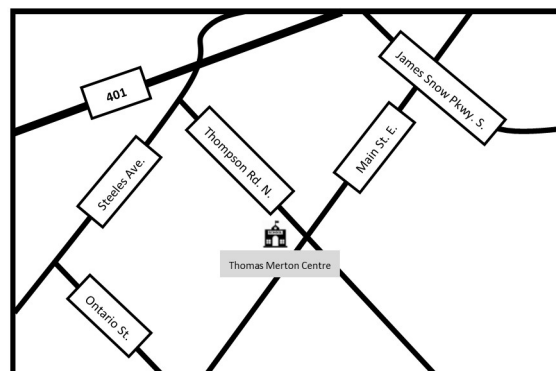 401
James Snow Pkwy. S.
Main St. E.
Thompson Rd. N.
Steeles Ave.
Thomas Merton Centre
Ontario St.